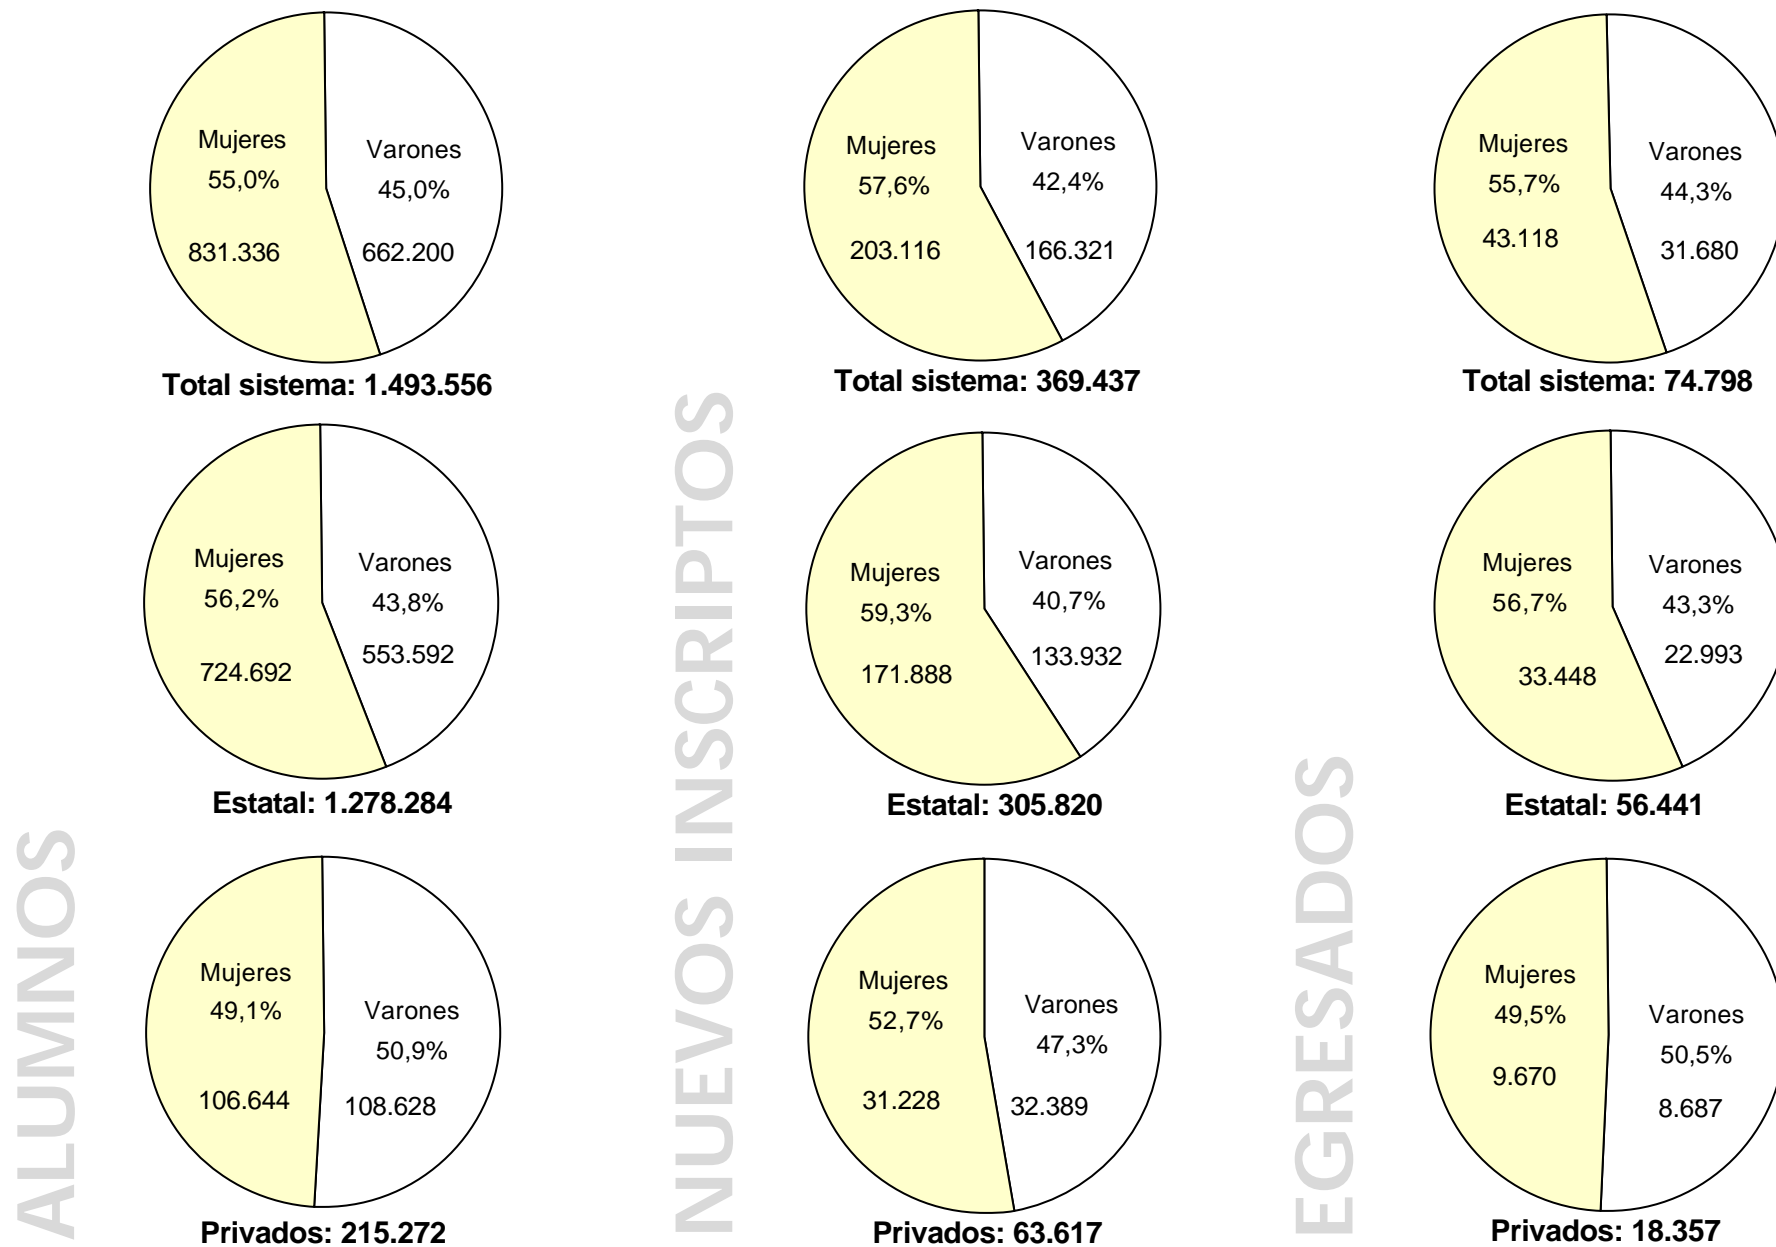 ALUMNOS
Mujeres
55,0%
831.336
Varones
45,0%
662.200
Total sistema: 1.493.556
Mujeres
56,2%
724.692
Varones
43,8%
553.592
Estatal: 1.278.284
Mujeres
49,1%
106.644
Varones
50,9%
108.628
Privados: 215.272
NUEVOS INSCRIPTOS
Mujeres
57,6%
203.116
Varones
42,4%
166.321
Total sistema: 369.437
Mujeres
59,3%
171.888
Varones
40,7%
133.932
Estatal: 305.820
Mujeres
52,7%
31.228
Varones
47,3%
32.389
Privados: 63.617
EGRESADOS
Mujeres
55,7%
43.118
Varones
44,3%
31.680
Total sistema: 74.798
Mujeres
56,7%
33.448
Varones
43,3%
22.993
Estatal: 56.441
Mujeres
49,5%
9.670
Varones
50,5%
8.687
Privados: 18.357